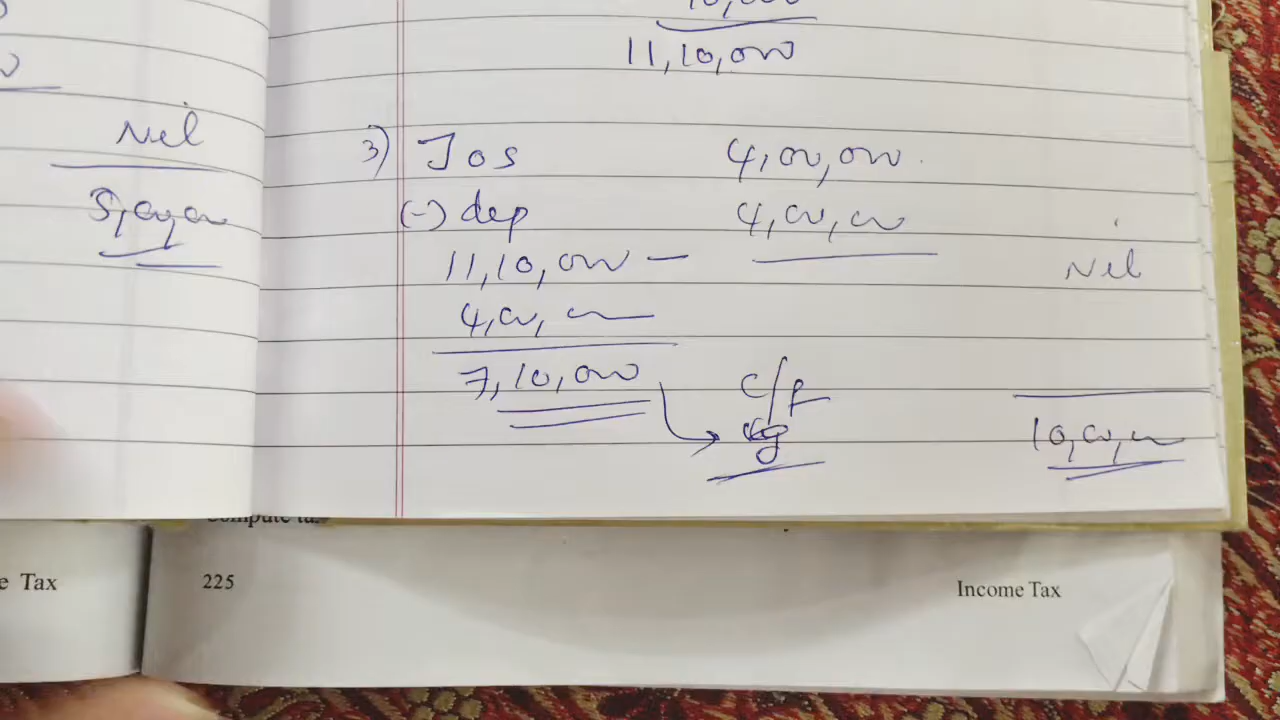 Nil
5,00,000
11,10,000
3) Ios 4,00,000
(-) dep 4,00,000
11,10,000 — Nil
4,00,000
7,10,000 c/f
10,00,000
e Tax
225 Income Tax